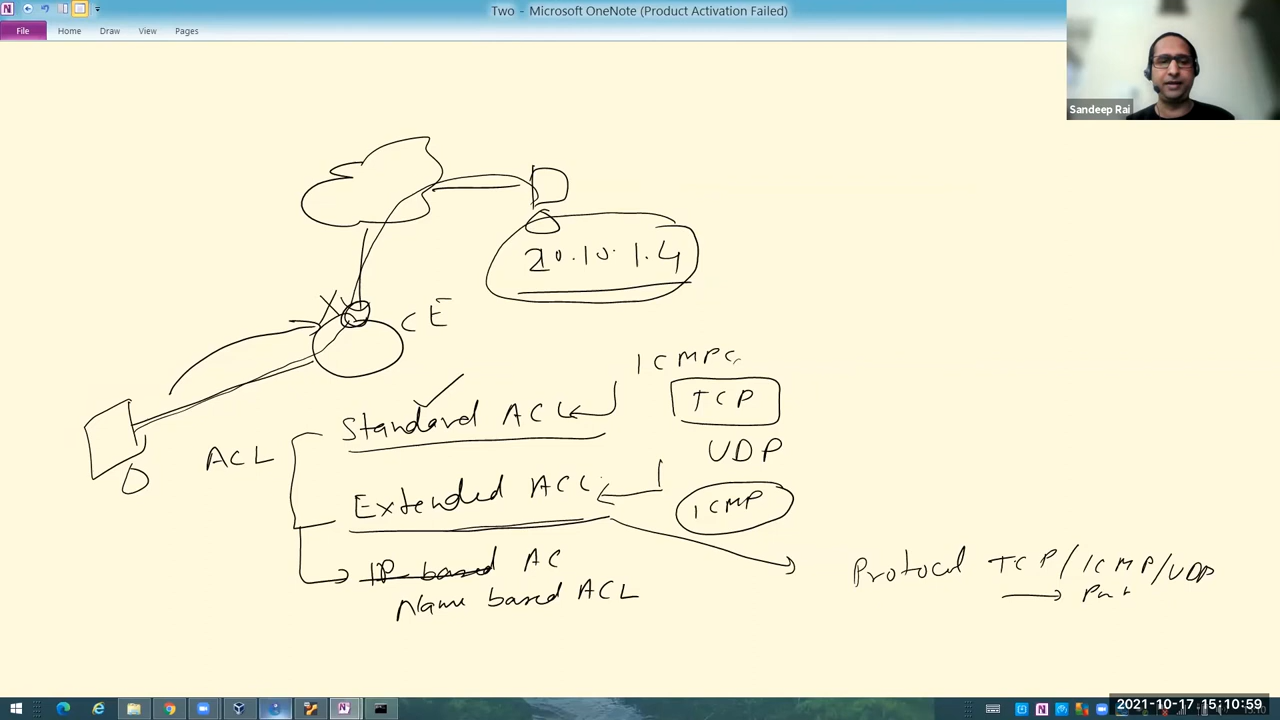 Two - Microsoft OneNote (Product Activation Failed)
File Home Draw View Pages
Sandeep Rai
20.10.1.4
CE
ICMP
Standard ACL
TCP
ACL
UDP
Extended ACL
ICMP
IP based AC
Protocol TCP/ICMP/UDP
Name based ACL
2021-10-17 15:10:59